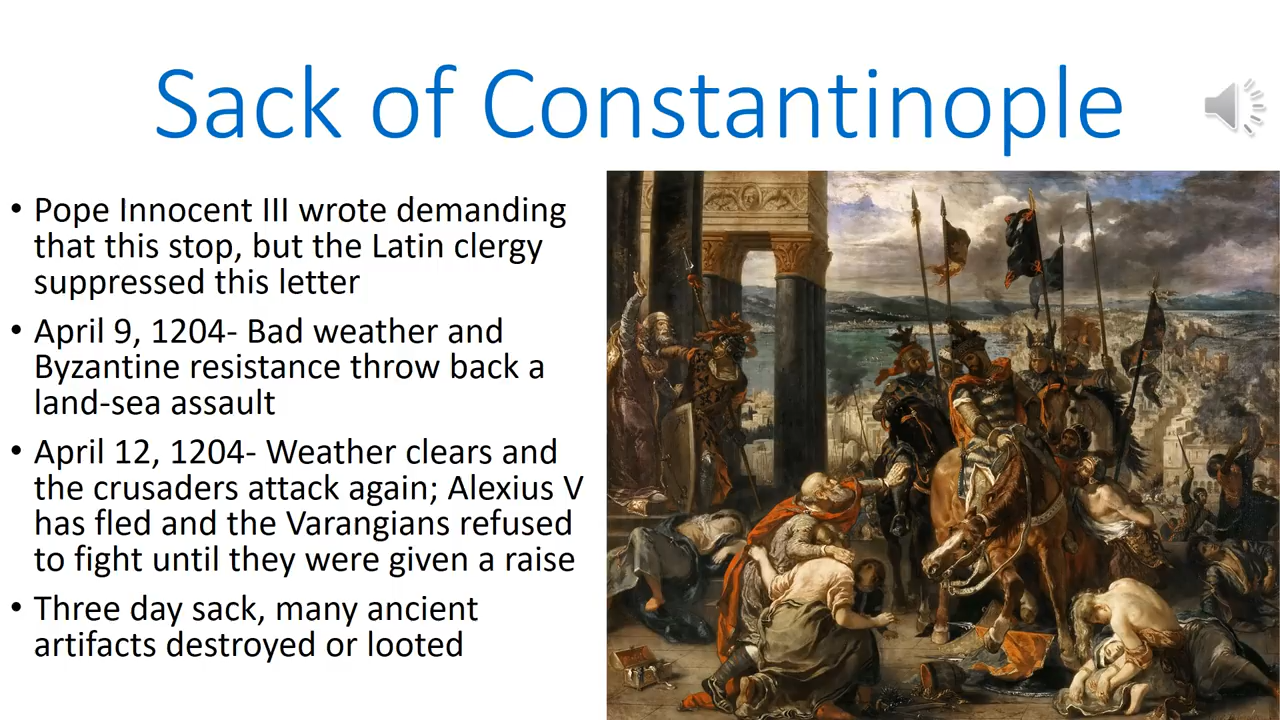 Sack of Constantinople
• Pope Innocent III wrote demanding
that this stop, but the Latin clergy
suppressed this letter
• April 9, 1204- Bad weather and
Byzantine resistance throw back a
land-sea assault
• April 12, 1204- Weather clears and
the crusaders attack again; Alexius V
has fled and the Varangians refused
to fight until they were given a raise
• Three day sack, many ancient
artifacts destroyed or looted